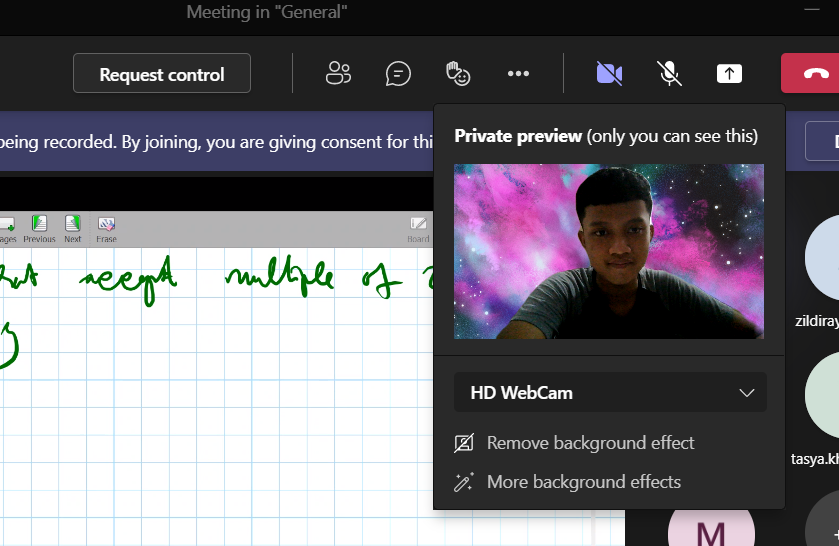 Meeting in "General"
Request control
being recorded. By joining, you are giving consent for thi
Private preview (only you can see this)
ages Previous Next Erase
Board
accept multiple of
HD WebCam
zildiray
Remove background effect
tasya.kh
More background effects
M